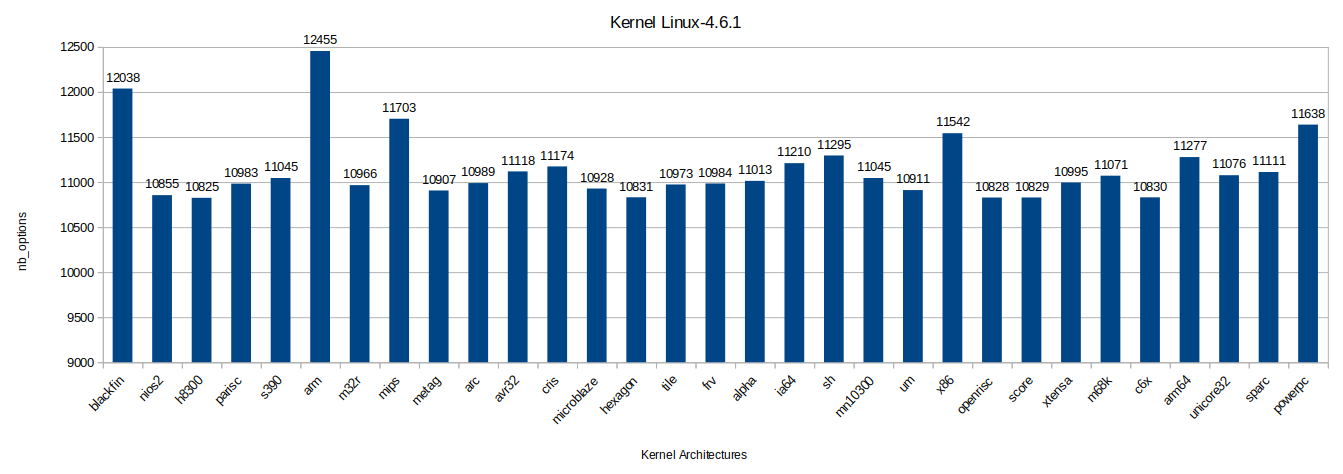 Kernel Linux-4.6.1
nb_options
12500
12000
11500
11000
10500
10000
9500
9000
12038
10855
10825
10983
11045
12455
10966
11703
10907
10989
11118
11174
10928
10831
10973
10984
11013
11210
11295
11045
10911
11542
10828
10829
10995
11071
10830
11277
11076
11111
11638
blackfin
nios2
h8300
parisc
s390
arm
m32r
mips
metag
arc
avr32
cris
microblaze
hexagon
tile
frv
alpha
ia64
sh
mn10300
um
x86
openrisc
score
xtensa
m68k
c6x
arm64
unicore32
sparc
powerpc
Kernel Architectures